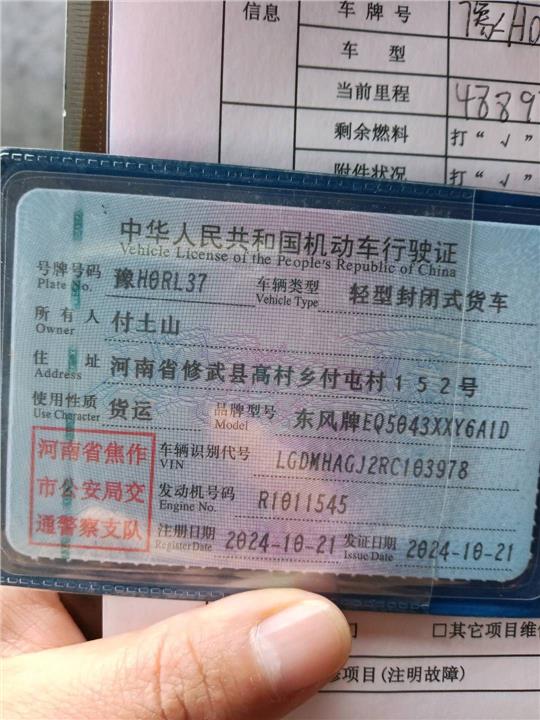 信息
车牌号 豫H0
车 型
当前里程 4889
剩余燃料 打“√”
附件状况 打“√”
中华人民共和国机动车行驶证
Vehicle License of the People's Republic of China
号牌号码 豫H0RL37 车辆类型 轻型封闭式货车
Plate No. Vehicle Type
所有人 付土山
Owner
住 址 河南省修武县高村乡付屯村152号
Address
使用性质 货运 品牌型号 东风牌EQ5043XXY6A1D
Use Character Model
河南省焦作
市公安局交
通警察支队
车辆识别代号 LGDMHAGJ2RC103978
VIN
发动机号码 R1011545
Engine No.
注册日期 2024-10-21 发证日期 2024-10-21
Register Date Issue Date
□其它项目维
项目(注明故障)